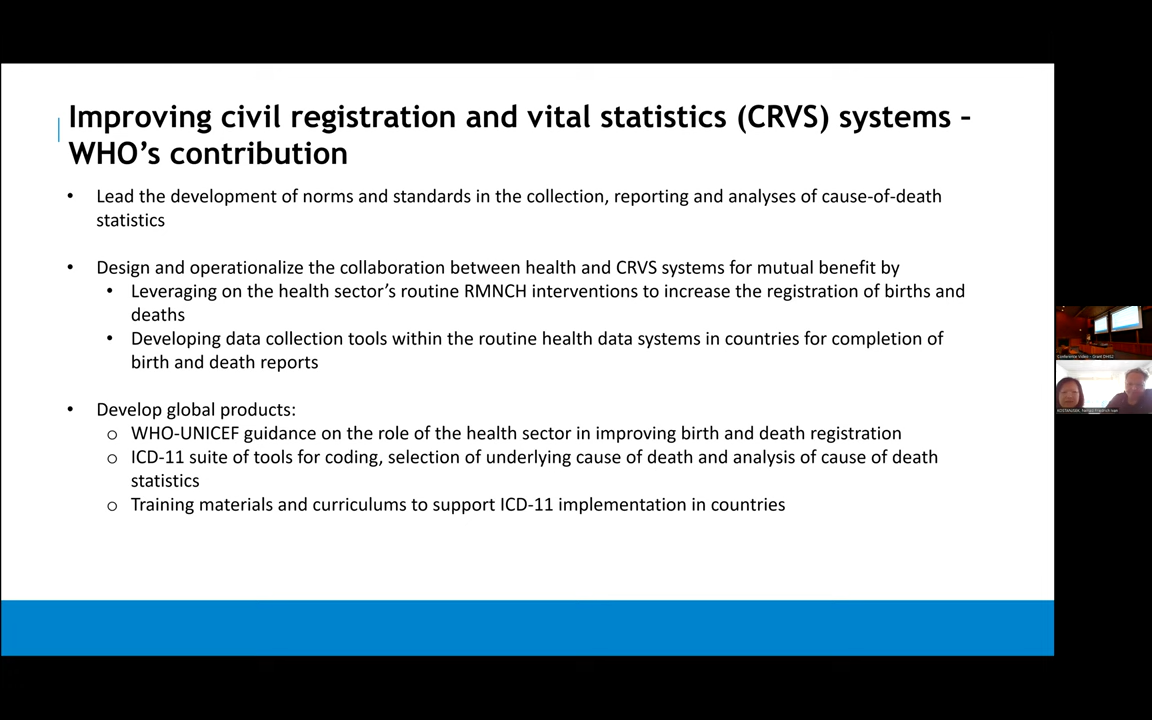 Improving civil registration and vital statistics (CRVS) systems –
WHO's contribution
• Lead the development of norms and standards in the collection, reporting and analyses of cause-of-death
statistics
• Design and operationalize the collaboration between health and CRVS systems for mutual benefit by
• Leveraging on the health sector's routine RMNCH interventions to increase the registration of births and
deaths
• Developing data collection tools within the routine health data systems in countries for completion of
birth and death reports
• Develop global products:
o WHO-UNICEF guidance on the role of the health sector in improving birth and death registration
o ICD-11 suite of tools for coding, selection of underlying cause of death and analysis of cause of death
statistics
o Training materials and curriculums to support ICD-11 implementation in countries
Conference Video -